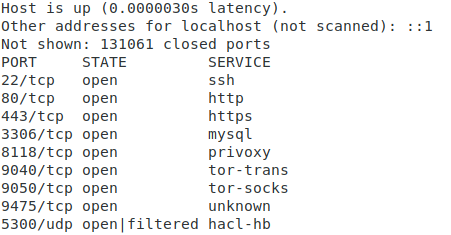 Host is up (0.0000030s latency).
Other addresses for localhost (not scanned): ::1
Not shown: 131061 closed ports
PORT     STATE         SERVICE
22/tcp   open          ssh
80/tcp   open          http
443/tcp  open          https
3306/tcp open          mysql
8118/tcp open          privoxy
9040/tcp open          tor-trans
9050/tcp open          tor-socks
9475/tcp open          unknown
5300/udp open|filtered hacl-hb